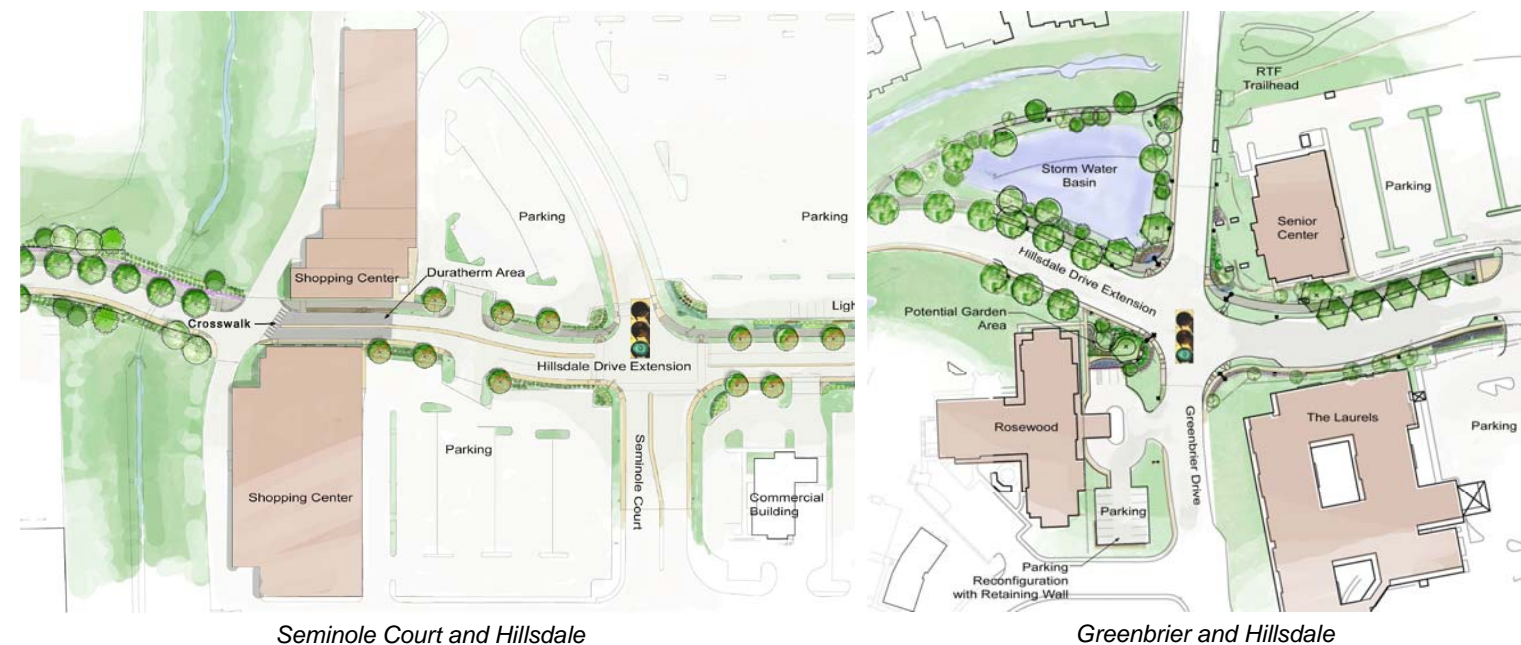 Parking
Parking
Shopping Center
Duratherm Area
Crosswalk
Hillsdale Drive Extension
Parking
Seminole Court
Shopping Center
Commercial
Building
Seminole Court and Hillsdale
RTF
Trailhead
Storm Water
Basin
Parking
Senior
Center
Hillsdale Drive Extension
Potential Garden
Area
Rosewood
Greenbrier Drive
The Laurels
Parking
Parking
Parking
Reconfiguration
with Retaining Wall
Greenbrier and Hillsdale